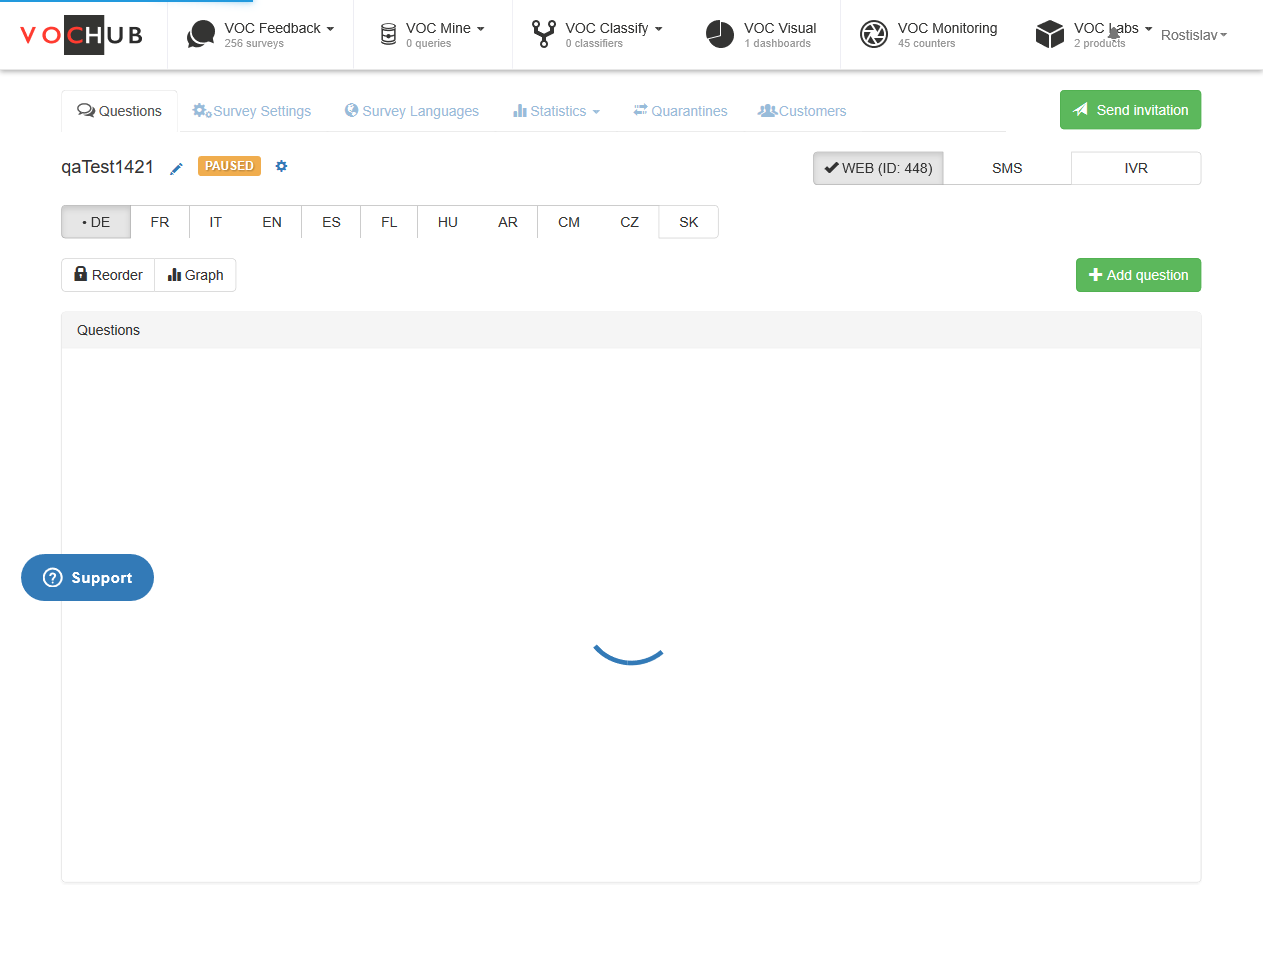 VOCHUB
VOC Feedback
256 surveys
VOC Mine
0 queries
VOC Classify
0 classifiers
VOC Visual
1 dashboards
VOC Monitoring
45 counters
VOC Labs
2 products
Rostislav
Questions
Survey Settings
Survey Languages
Statistics
Quarantines
Customers
Send invitation
qaTest1421
PAUSED
WEB (ID: 448)
SMS
IVR
• DE
FR
IT
EN
ES
FL
HU
AR
CM
CZ
SK
Reorder
Graph
Add question
Questions
Support